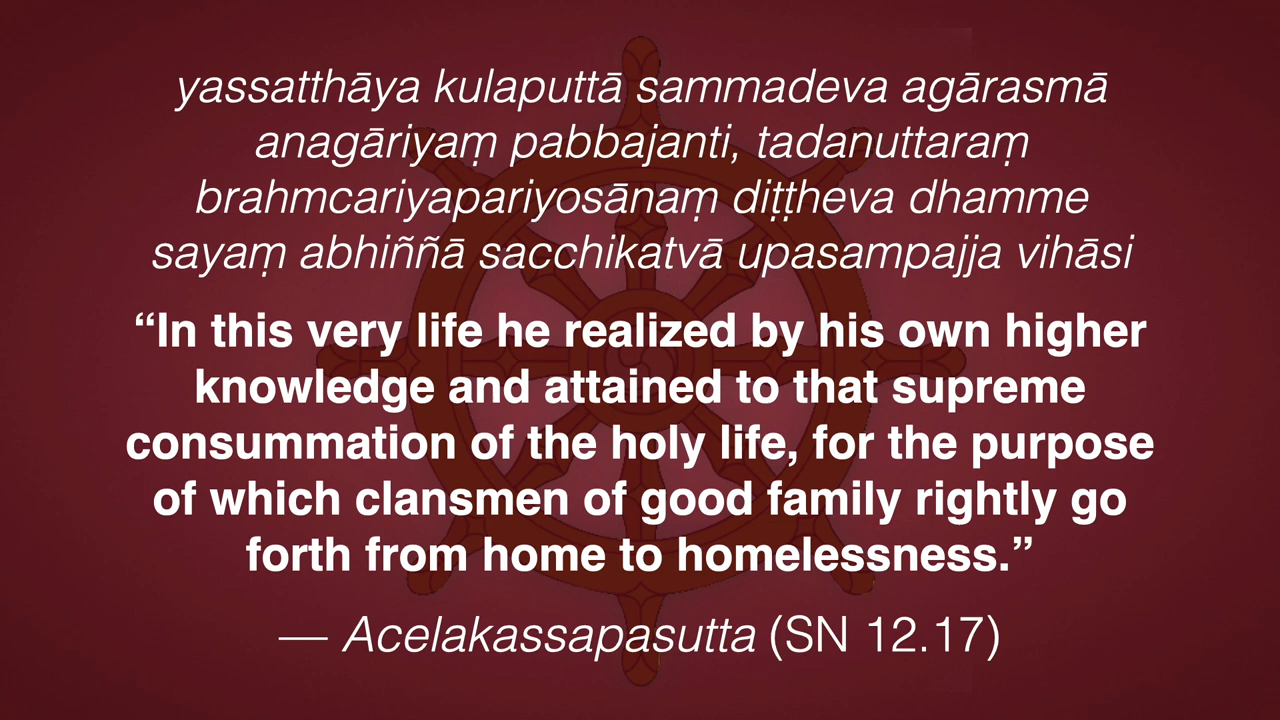 yassatthāya kulaputtā sammadeva agārasmā
anagāriyaṃ pabbajanti, tadanuttaraṃ
brahmcariyapariyosānaṃ diṭṭheva dhamme
sayaṃ abhiññā sacchikatvā upasampajja vihāsi
“In this very life he realized by his own higher
knowledge and attained to that supreme
consummation of the holy life, for the purpose
of which clansmen of good family rightly go
forth from home to homelessness.”
— Acelakassapasutta (SN 12.17)